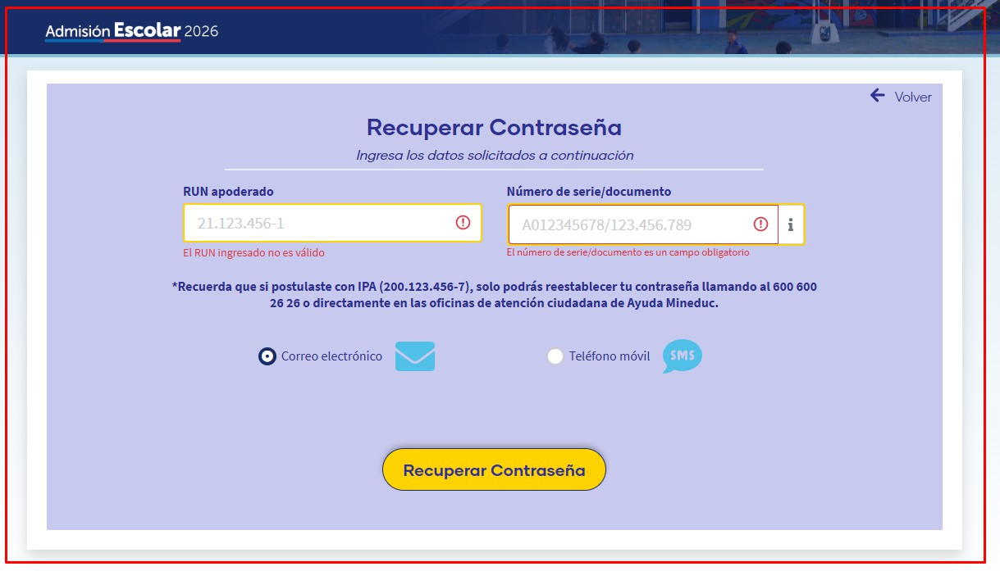 Admisión Escolar 2026
Volver
Recuperar Contraseña
Ingresa los datos solicitados a continuación
RUN apoderado
Número de serie/documento
21.123.456-1
A012345678/123.456.789
El RUN ingresado no es válido
El número de serie/documento es un campo obligatorio
*Recuerda que si postulaste con IPA (200.123.456-7), solo podrás reestablecer tu contraseña llamando al 600 600
26 26 o directamente en las oficinas de atención ciudadana de Ayuda Mineduc.
Correo electrónico
Teléfono móvil
SMS
Recuperar Contraseña